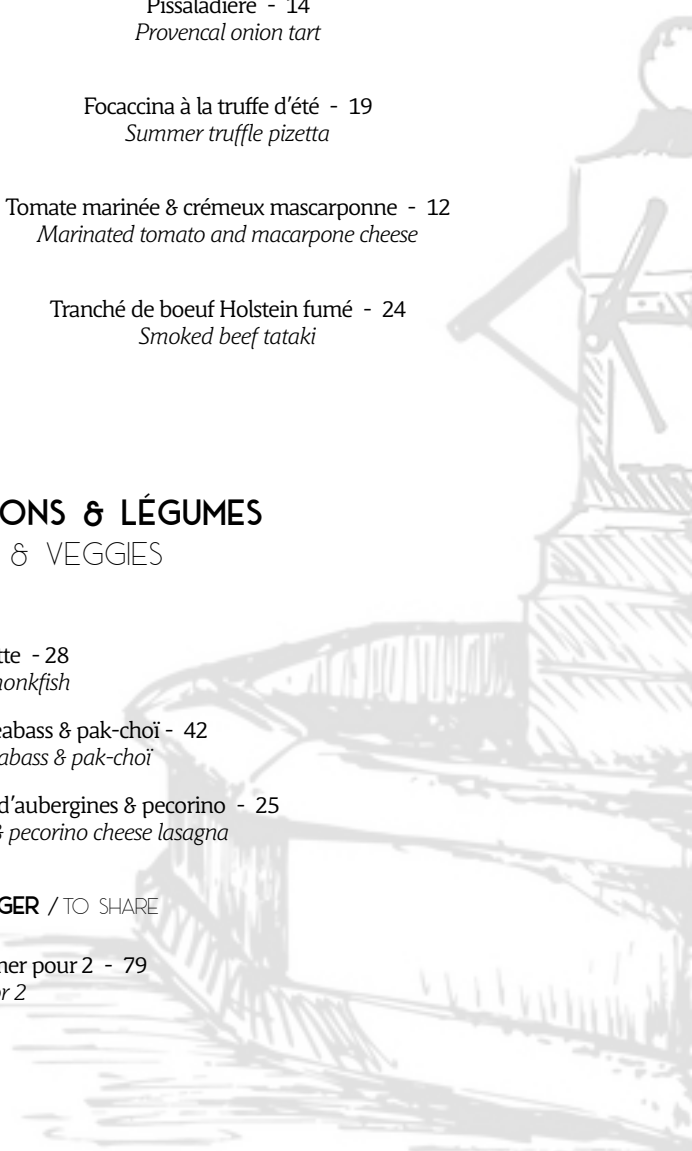 Pissaladière - 14
Provencal onion tart
Focaccina à la truffe d'été - 19
Summer truffle pizetta
Tomate marinée & crémeux mascarponne - 12
Marinated tomato and macarpone cheese
Tranché de boeuf Holstein fumé - 24
Smoked beef tataki
ONS & LÉGUMES
& VEGGIES
tte - 28
onkfish
eabass & pak-choï - 42
abass & pak-choï
d'aubergines & pecorino - 25
& pecorino cheese lasagna
GER / TO SHARE
ner pour 2 - 79
or 2